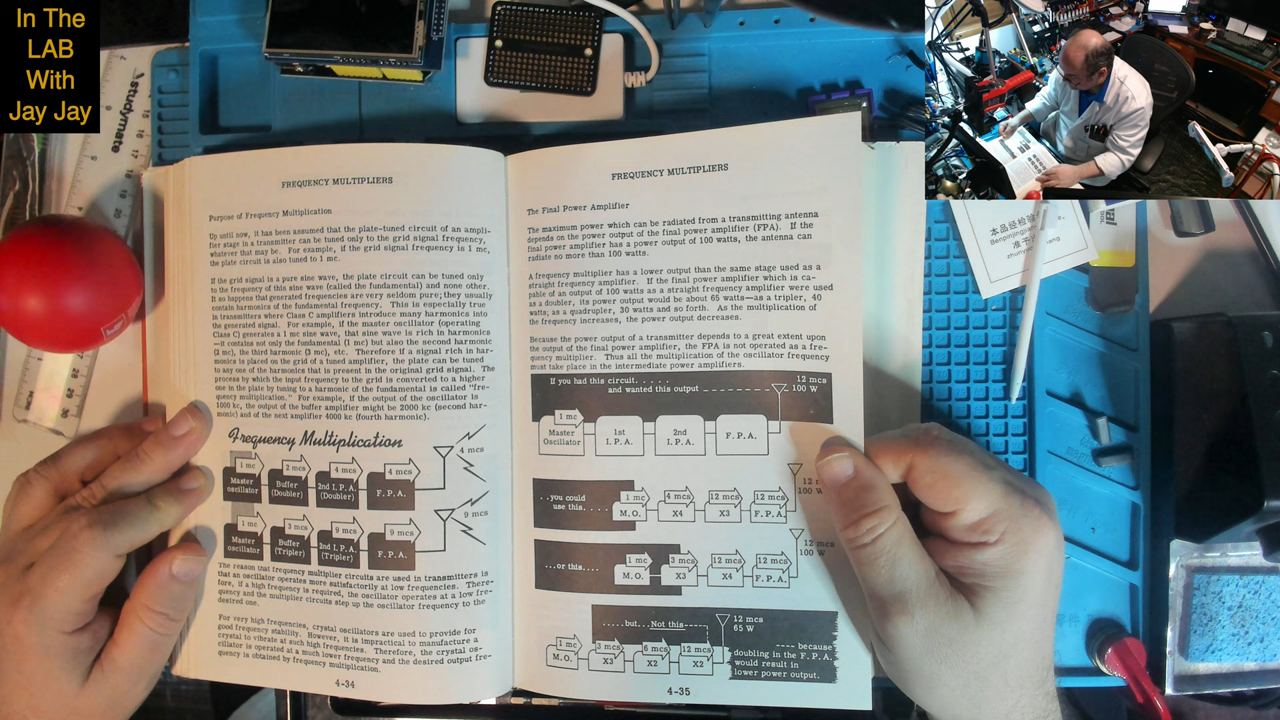 In The
LAB
With
Jay Jay
studymate
FREQUENCY MULTIPLIERS
Purpose of Frequency Multiplication
Up until now, it has been assumed that the plate-tuned circuit of an ampli-
fier stage in a transmitter can be tuned only to the grid signal frequency,
whatever that may be. For example, if the grid signal frequency is 1 mc,
the plate circuit is also tuned to 1 mc.
If the grid signal is a pure sine wave, the plate circuit can be tuned only
to the frequency of this sine wave (called the fundamental) and none other.
It so happens that generated frequencies are very seldom pure; they usually
contain harmonics of the fundamental frequency. This is especially true
in transmitters where Class C amplifiers introduce many harmonics into
the generated signal. For example, if the master oscillator (operating
Class C) generates a 1 mc sine wave, that sine wave is rich in harmonics
—it contains not only the fundamental (1 mc) but also the second harmonic
(2 mc), the third harmonic (3 mc), etc. Therefore if a signal rich in har-
monics is placed on the grid of a tuned amplifier, the plate can be tuned
to any one of the harmonics that is present in the original grid signal. The
process by which the input frequency to the grid is converted to a higher
one in the plate by tuning to a harmonic of the fundamental is called "fre-
quency multiplication." For example, if the output of the oscillator is
1000 kc, the output of the buffer amplifier might be 2000 kc (second har-
monic) and of the next amplifier 4000 kc (fourth harmonic).
Frequency Multiplication
1 mc 2 mcs 4 mcs 4 mcs 4 mcs
Master oscillator Buffer (Doubler) 2nd I.P.A. (Doubler) F.P.A.
1 mc 3 mcs 9 mcs 9 mcs 9 mcs
Master oscillator Buffer (Tripler) 2nd I.P.A. (Tripler) F.P.A.
The reason that frequency multiplier circuits are used in transmitters is
that an oscillator operates more satisfactorily at low frequencies. There-
fore, if a high frequency is required, the oscillator operates at a low fre-
quency and the multiplier circuits step up the oscillator frequency to the
desired one.
For very high frequencies, crystal oscillators are used to provide for
good frequency stability. However, it is impractical to manufacture a
crystal to vibrate at such high frequencies. Therefore, the crystal os-
cillator is operated at a much lower frequency and the desired output fre-
quency is obtained by frequency multiplication.
4-34
FREQUENCY MULTIPLIERS
The Final Power Amplifier
The maximum power which can be radiated from a transmitting antenna
depends on the power output of the final power amplifier (FPA). If the
final power amplifier has a power output of 100 watts, the antenna can
radiate no more than 100 watts.
A frequency multiplier has a lower output than the same stage used as a
straight frequency amplifier. If the final power amplifier which is ca-
pable of an output of 100 watts as a straight frequency amplifier were used
as a doubler, its power output would be about 65 watts—as a tripler, 40
watts; as a quadrupler, 30 watts and so forth. As the multiplication of
the frequency increases, the power output decreases.
Because the power output of a transmitter depends to a great extent upon
the output of the final power amplifier, the FPA is not operated as a fre-
quency multiplier. Thus all the multiplication of the oscillator frequency
must take place in the intermediate power amplifiers.
If you had this circuit. . . . .
and wanted this output
12 mcs
100 W
1 mc
Master Oscillator 1st I.P.A. 2nd I.P.A. F.P.A.
. .you could
use this. . . .
1 mc 4 mcs 12 mcs 12 mcs
M.O. X4 X3 F.P.A.
100 W
...or this....
1 mc 3 mcs 12 mcs 12 mcs
M.O. X3 X4 F.P.A.
12 mcs
100 W
.....but...Not this
12 mcs
65 W
1 mc 3 mcs 6 mcs 12 mcs
M.O. X3 X2 X2
---- because
doubling in the F.P.A.
would result in
lower power output.
4-35
本品经检验